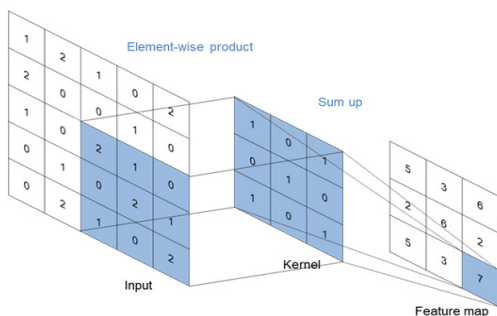 Element-wise product
Sum up
1 2 1 0 2
2 0 0 1 0
1 0 2 1 0
0 1 0 2 1
0 2 1 0 2
Input
1 0 1
0 1 0
1 0 1
Kernel
5 3 6
2 6 2
5 3 7
Feature map